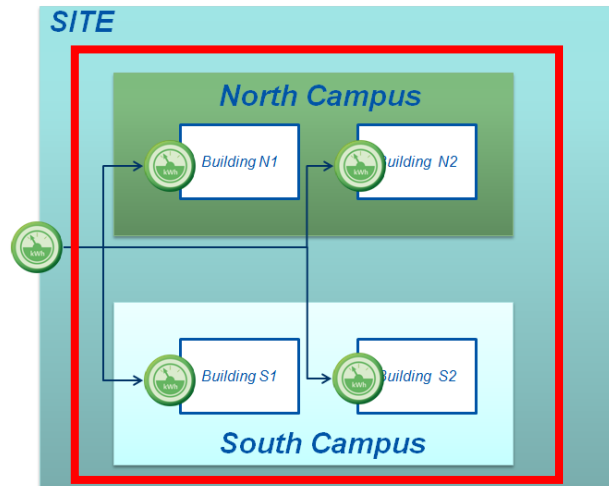 SITE
North Campus
Building N1
Building N2
kWh
kWh
kWh
Building S1
Building S2
kWh
kWh
South Campus